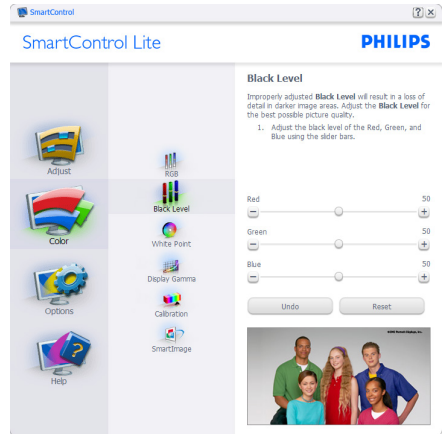 SmartControl
SmartControl Lite
PHILIPS
Adjust
Color
Options
Help
RGB
Black Level
White Point
Display Gamma
Calibration
SmartImage
Black Level
Improperly adjusted Black Level will result in a loss of
detail in darker image areas. Adjust the Black Level for
the best possible picture quality.
1. Adjust the black level of the Red, Green, and
Blue using the slider bars.
Red 50
Green 50
Blue 50
Undo Reset